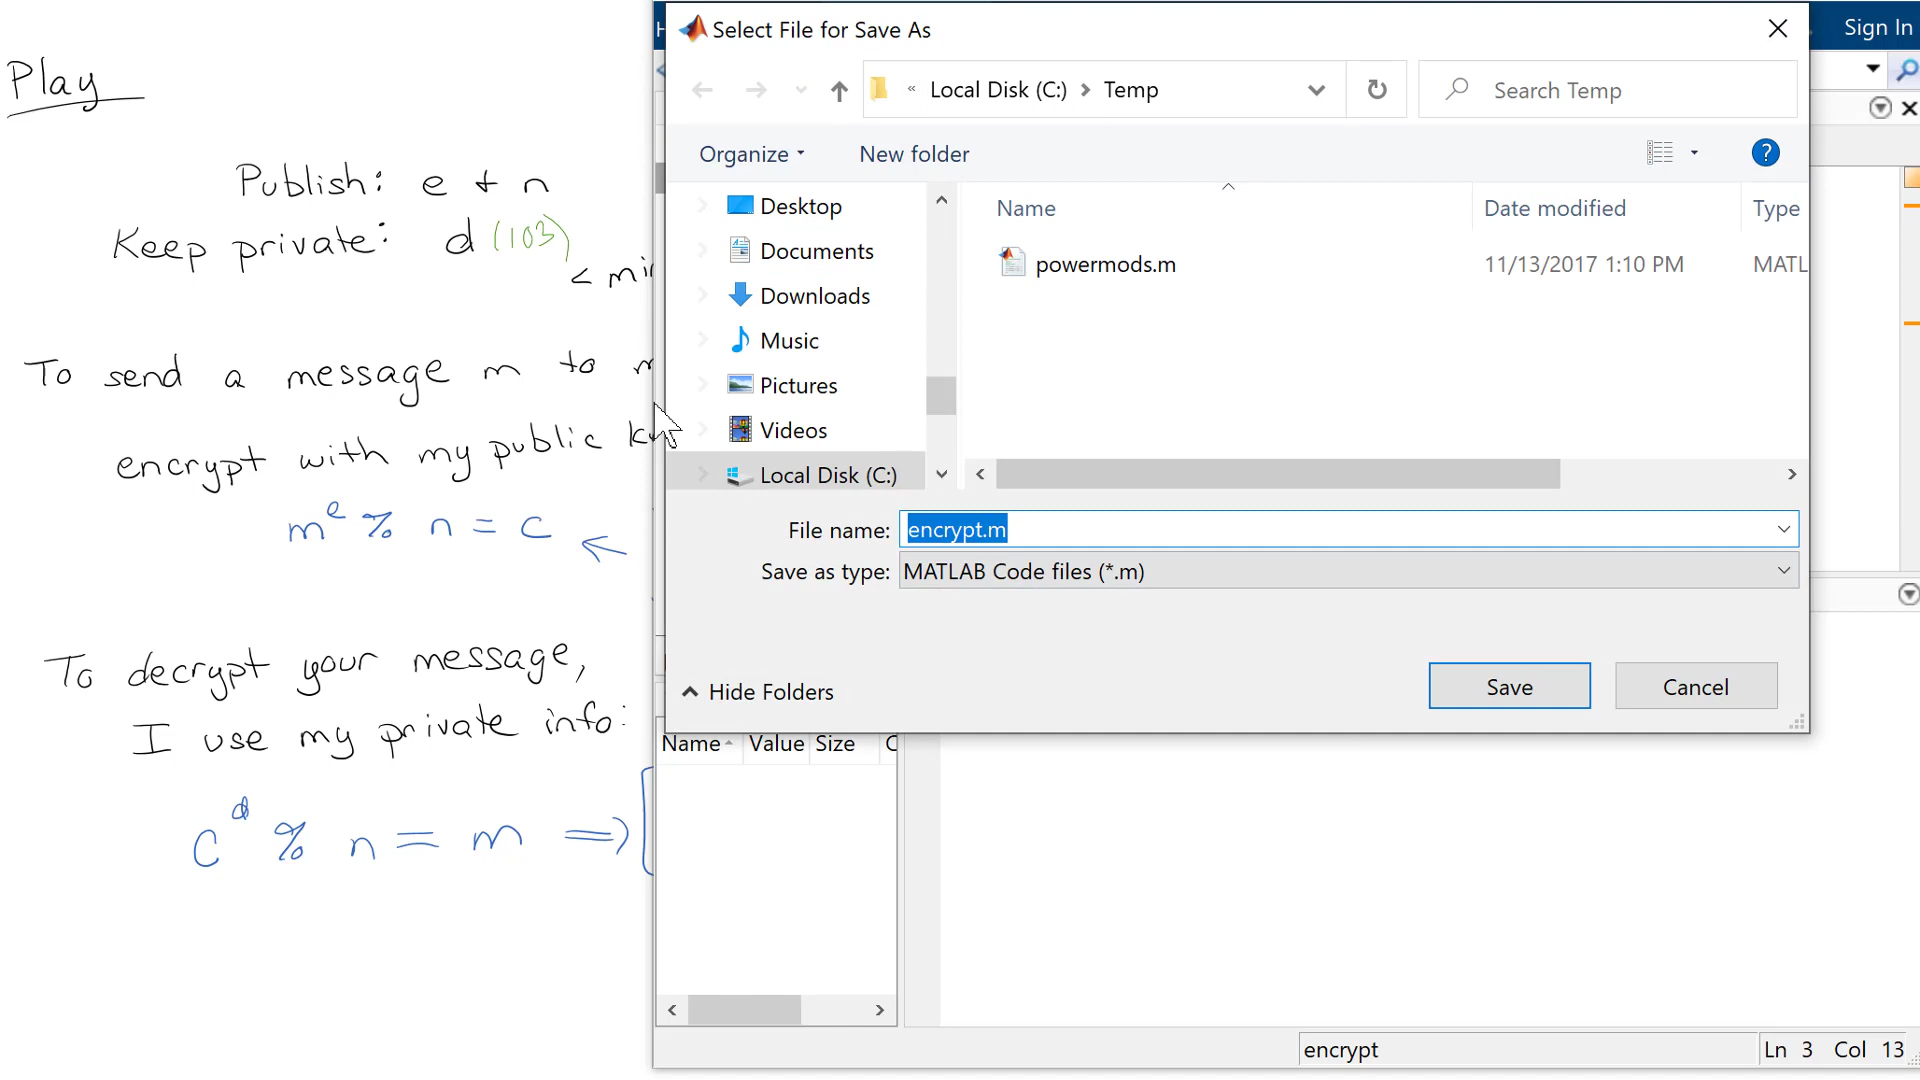 Play
Publish: e + n
Keep private: d (103)
< min
To send a message m to m
encrypt with my public k
m^e % n = c
To decrypt your message,
I use my private info:
c^d % n = m ⇒
Select File for Save As
Sign In
« Local Disk (C:) › Temp
Search Temp
Organize
New folder
?
Desktop
Documents
Downloads
Music
Pictures
Videos
Local Disk (C:)
Name Date modified Type
powermods.m 11/13/2017 1:10 PM MATL
File name: encrypt.m
Save as type: MATLAB Code files (*.m)
Hide Folders
Save
Cancel
Name Value Size C
encrypt
Ln 3 Col 13